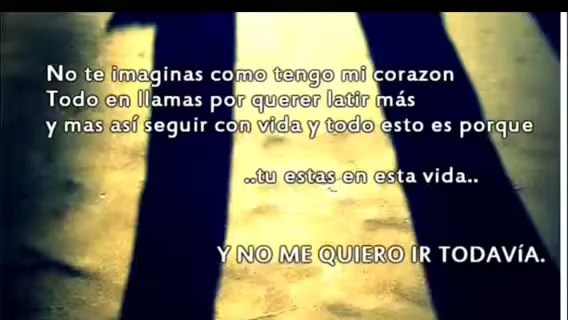 No te imaginas como tengo mi corazon
Todo en llamas por querer latir más
y mas así seguir con vida y todo esto es porque
..tu estas en esta vida..
Y NO ME QUIERO IR TODAVÍA.